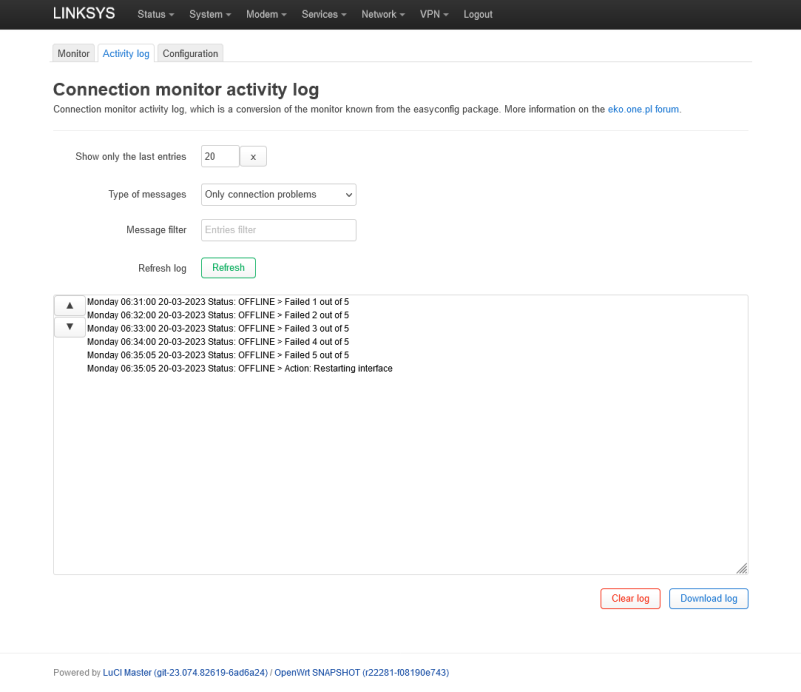 LINKSYS Status System Modem Services Network VPN Logout
Monitor Activity log Configuration
Connection monitor activity log
Connection monitor activity log, which is a conversion of the monitor known from the easyconfig package. More information on the eko.one.pl forum.
Show only the last entries 20 x
Type of messages Only connection problems
Message filter Entries filter
Refresh log Refresh
▲ Monday 06:31:00 20-03-2023 Status: OFFLINE > Failed 1 out of 5
Monday 06:32:00 20-03-2023 Status: OFFLINE > Failed 2 out of 5
▼ Monday 06:33:00 20-03-2023 Status: OFFLINE > Failed 3 out of 5
Monday 06:34:00 20-03-2023 Status: OFFLINE > Failed 4 out of 5
Monday 06:35:05 20-03-2023 Status: OFFLINE > Failed 5 out of 5
Monday 06:35:05 20-03-2023 Status: OFFLINE > Action: Restarting interface
Clear log Download log
Powered by LuCI Master (git-23.074.82619-6ad6a24) / OpenWrt SNAPSHOT (r22281-f08190e743)